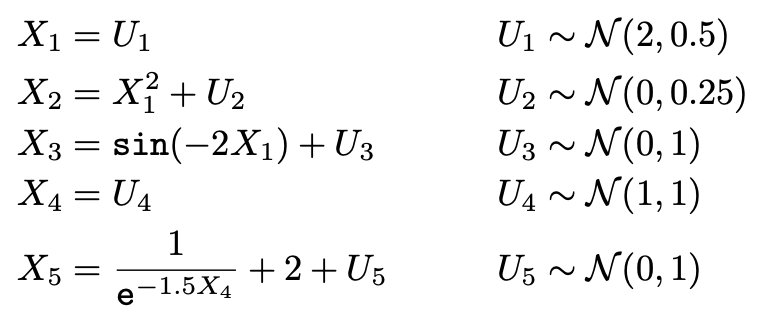 X₁ = U₁ U₁ ∼ 𝒩(2, 0.5)
X₂ = X₁² + U₂ U₂ ∼ 𝒩(0, 0.25)
X₃ = sin(−2X₁) + U₃ U₃ ∼ 𝒩(0, 1)
X₄ = U₄ U₄ ∼ 𝒩(1, 1)
X₅ = 1/e^(−1.5X₄) + 2 + U₅ U₅ ∼ 𝒩(0, 1)